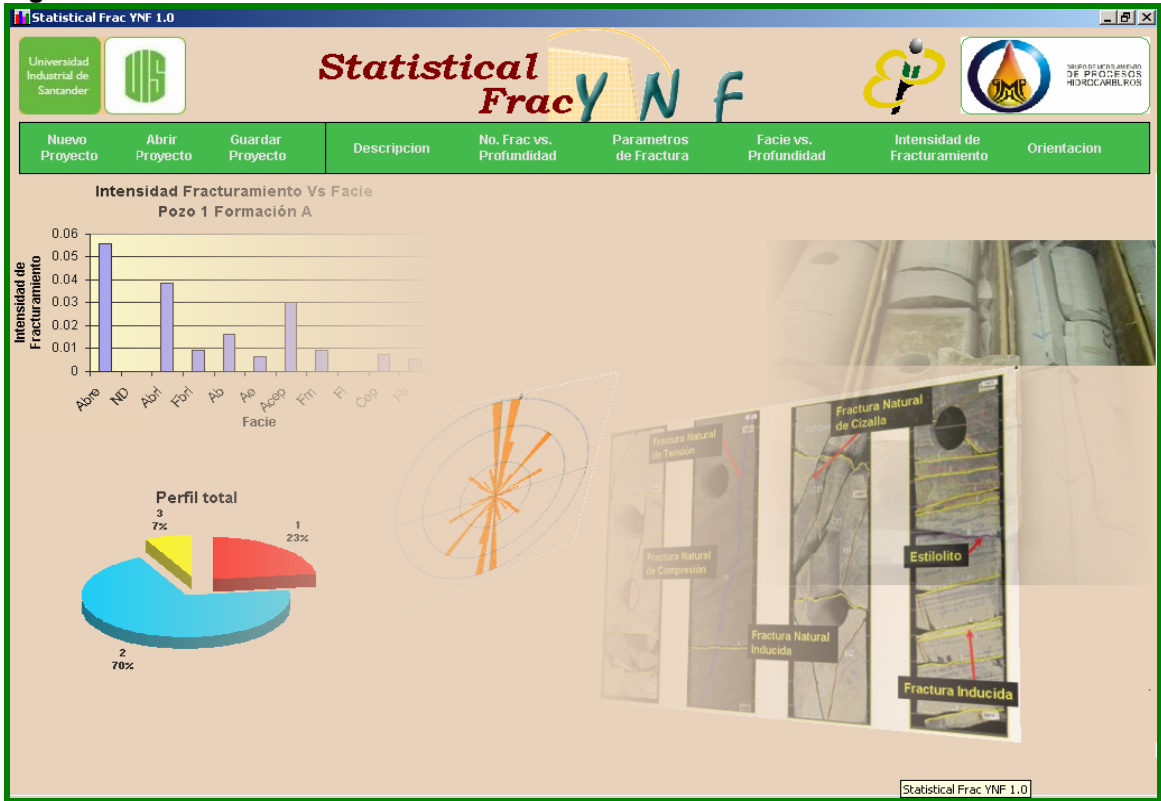 Statistical Frac YNF 1.0
Universidad
Industrial de
Santander
UIS
Statistical
Frac Y N F
DE PROCESOS
HIDROCARBUROS
Nuevo
Proyecto
Abrir
Proyecto
Guardar
Proyecto
Descripcion
No. Frac vs.
Profundidad
Parametros
de Fractura
Facie vs.
Profundidad
Intensidad de
Fracturamiento
Orientacion
Intensidad Fracturamiento Vs Facie
Pozo 1 Formación A
Intensidad de
Fracturamiento
0.06
0.05
0.04
0.03
0.02
0.01
0
Abre
ND
Abrl
Fbrl
Ab
Ae
Acep
Fm
Fl
Cep
Fb
Facie
Perfil total
3
7%
1
23%
2
70%
Fractura Natural
de Tensión
Fractura Natural
de Cizalla
Fractura Natural
de Compresión
Estilolito
Fractura Natural
Inducida
Fractura Inducida
Statistical Frac YNF 1.0